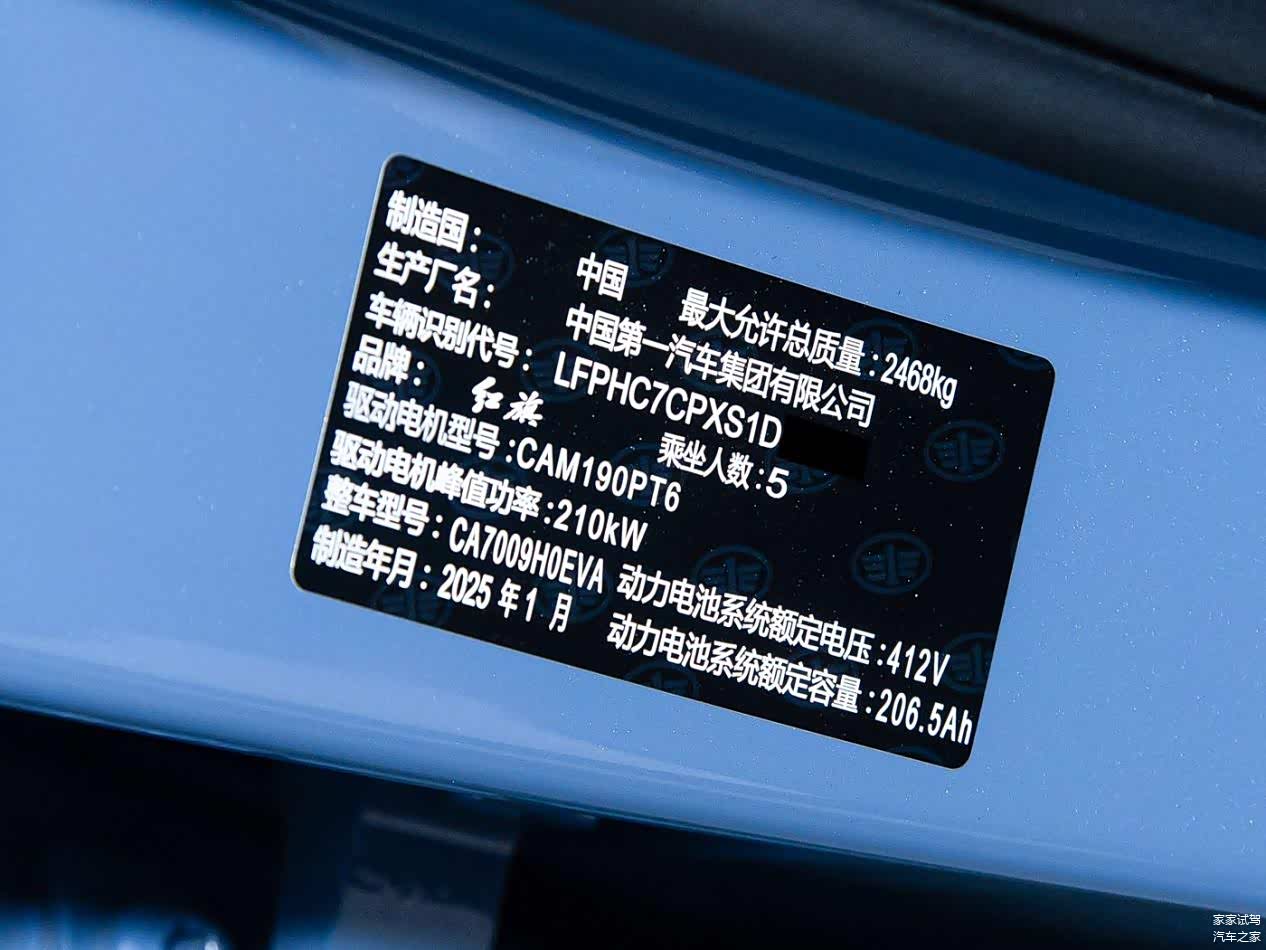 制造国： 中国 最大允许总质量：2468kg
生产厂名： 中国第一汽车集团有限公司
车辆识别代号： LFPHC7CPXS1D
品牌： 红旗 乘坐人数：5
驱动电机型号：CAM190PT6
驱动电机峰值功率：210kW
整车型号：CA7009H0EVA 动力电池系统额定电压：412V
制造年月：2025年1月 动力电池系统额定容量：206.5Ah
家家试驾
汽车之家